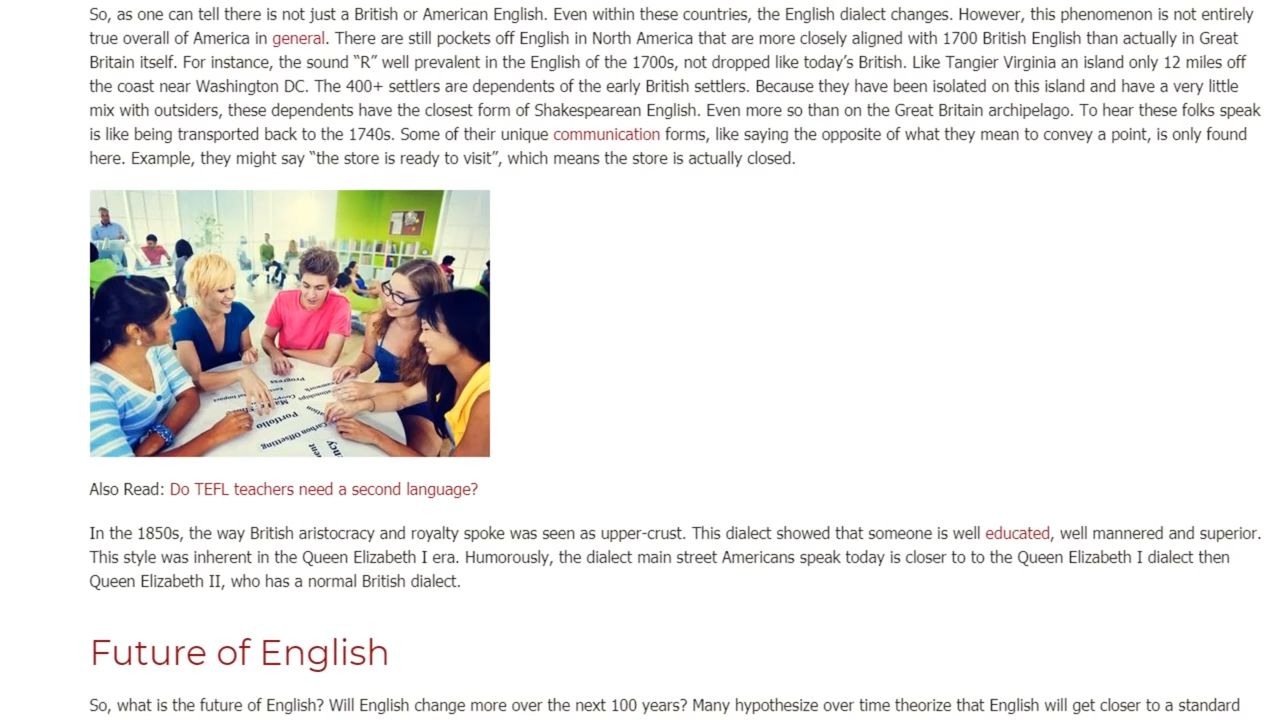 So, as one can tell there is not just a British or American English. Even within these countries, the English dialect changes. However, this phenomenon is not entirely
true overall of America in general. There are still pockets off English in North America that are more closely aligned with 1700 British English than actually in Great
Britain itself. For instance, the sound “R” well prevalent in the English of the 1700s, not dropped like today’s British. Like Tangier Virginia an island only 12 miles off
the coast near Washington DC. The 400+ settlers are dependents of the early British settlers. Because they have been isolated on this island and have a very little
mix with outsiders, these dependents have the closest form of Shakespearean English. Even more so than on the Great Britain archipelago. To hear these folks speak
is like being transported back to the 1740s. Some of their unique communication forms, like saying the opposite of what they mean to convey a point, is only found
here. Example, they might say “the store is ready to visit”, which means the store is actually closed.
Progress
Portfolio
Carbon Offsetting
Also Read: Do TEFL teachers need a second language?
In the 1850s, the way British aristocracy and royalty spoke was seen as upper-crust. This dialect showed that someone is well educated, well mannered and superior.
This style was inherent in the Queen Elizabeth I era. Humorously, the dialect main street Americans speak today is closer to to the Queen Elizabeth I dialect then
Queen Elizabeth II, who has a normal British dialect.
Future of English
So, what is the future of English? Will English change more over the next 100 years? Many hypothesize over time theorize that English will get closer to a standard